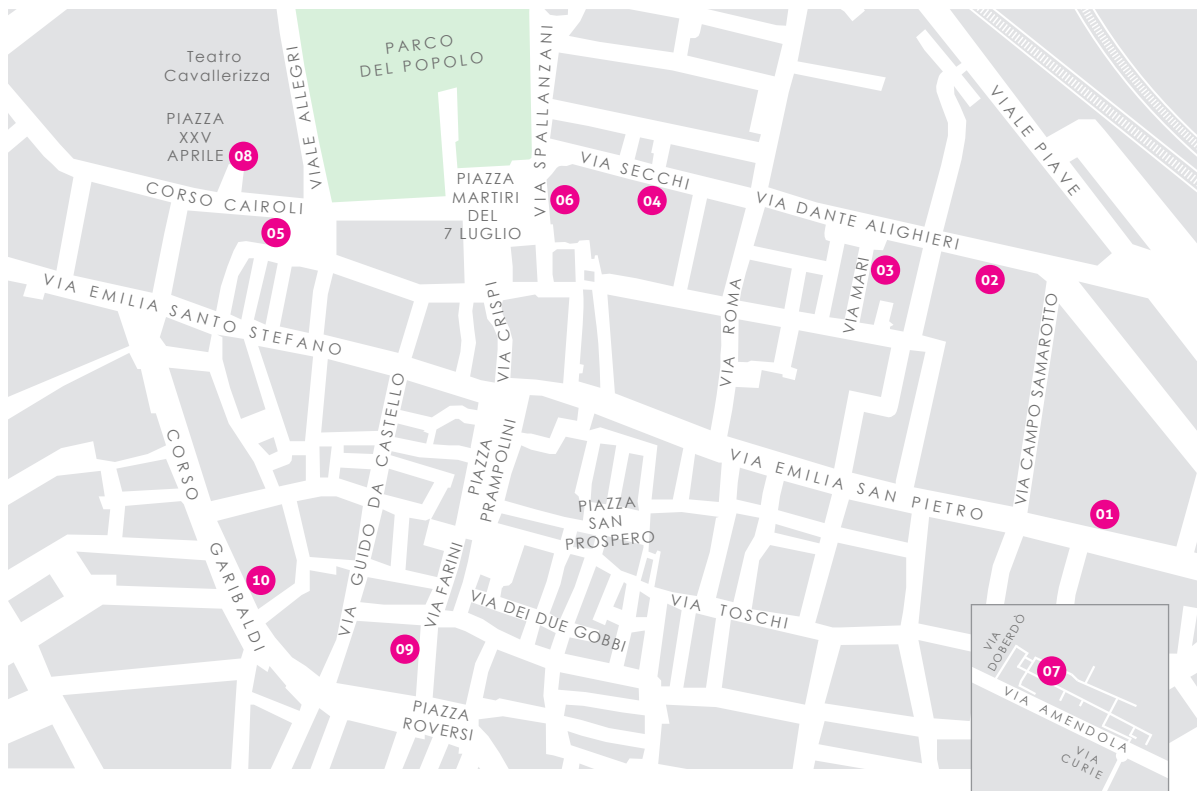 Teatro
Cavallerizza
PIAZZA
XXV
APRILE
08
VIALE ALLEGRI
PARCO
DEL POPOLO
VIA SPALLANZANI
VIALE PIAVE
CORSO CAIROLI
05
PIAZZA
MARTIRI
DEL
7 LUGLIO
06
VIA SECCHI
04
VIA DANTE ALIGHIERI
03
02
VIA MARI
VIA EMILIA SANTO STEFANO
VIA CRISPI
VIA ROMA
VIA CAMPO SAMAROTTO
CORSO GARIBALDI
VIA GUIDO DA CASTELLO
PIAZZA
PRAMPOLINI
VIA EMILIA SAN PIETRO
01
PIAZZA
SAN
PROSPERO
10
VIA FARINI
VIA DEI DUE GOBBI
VIA TOSCHI
09
PIAZZA
ROVERSI
VIA
DOBERDÒ
07
VIA AMENDOLA
VIA
CURIE